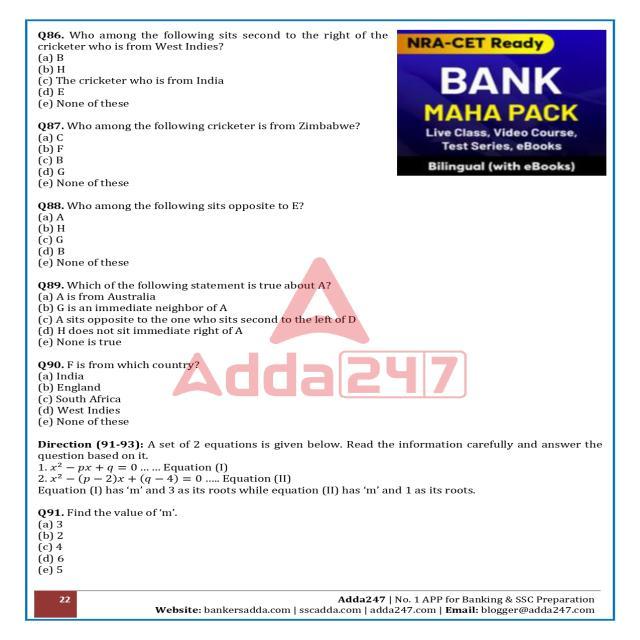 Q86. Who among the following sits second to the right of the
cricketer who is from West Indies?
(a) B
(b) H
(c) The cricketer who is from India
(d) E
(e) None of these
NRA-CET Ready
BANK
MAHA PACK
Live Class, Video Course,
Test Series, eBooks
Bilingual (with eBooks)
Q87. Who among the following cricketer is from Zimbabwe?
(a) C
(b) F
(c) B
(d) G
(e) None of these
Q88. Who among the following sits opposite to E?
(a) A
(b) H
(c) G
(d) B
(e) None of these
Q89. Which of the following statement is true about A?
(a) A is from Australia
(b) G is an immediate neighbor of A
(c) A sits opposite to the one who sits second to the left of D
(d) H does not sit immediate right of A
(e) None is true
Adda247
Q90. F is from which country?
(a) India
(b) England
(c) South Africa
(d) West Indies
(e) None of these
Direction (91-93): A set of 2 equations is given below. Read the information carefully and answer the
question based on it.
1. x² − px + q = 0 ... ... Equation (I)
2. x² − (p − 2)x + (q − 4) = 0 ..... Equation (II)
Equation (I) has 'm' and 3 as its roots while equation (II) has 'm' and 1 as its roots.
Q91. Find the value of 'm'.
(a) 3
(b) 2
(c) 4
(d) 6
(e) 5
22
Adda247 | No. 1 APP for Banking & SSC Preparation
Website: bankersadda.com | sscadda.com | adda247.com | Email: blogger@adda247.com